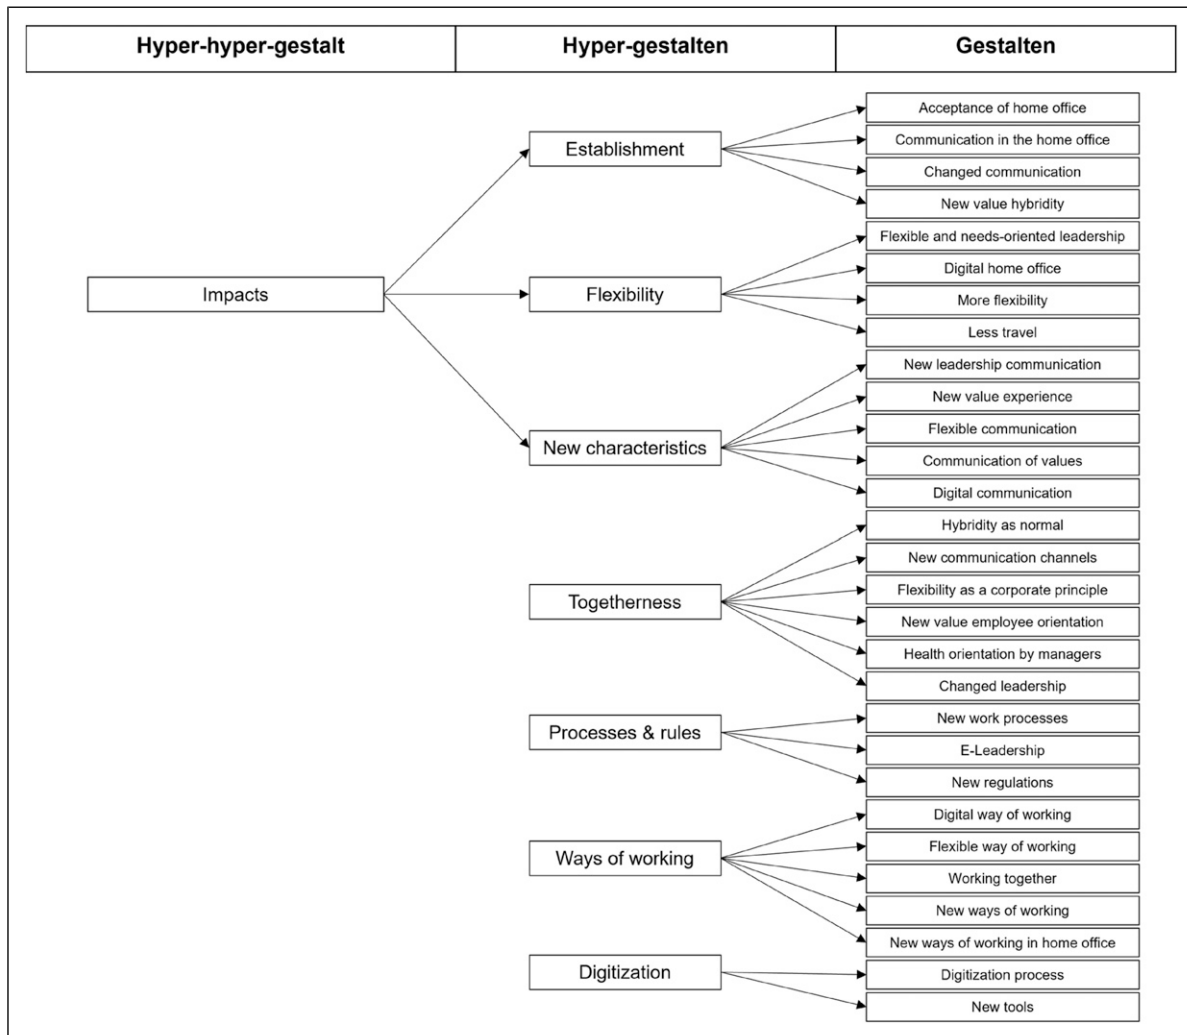 Hyper-hyper-gestalt
Hyper-gestalten
Gestalten
Impacts
Establishment
Flexibility
New characteristics
Togetherness
Processes & rules
Ways of working
Digitization
Acceptance of home office
Communication in the home office
Changed communication
New value hybridity
Flexible and needs-oriented leadership
Digital home office
More flexibility
Less travel
New leadership communication
New value experience
Flexible communication
Communication of values
Digital communication
Hybridity as normal
New communication channels
Flexibility as a corporate principle
New value employee orientation
Health orientation by managers
Changed leadership
New work processes
E-Leadership
New regulations
Digital way of working
Flexible way of working
Working together
New ways of working
New ways of working in home office
Digitization process
New tools